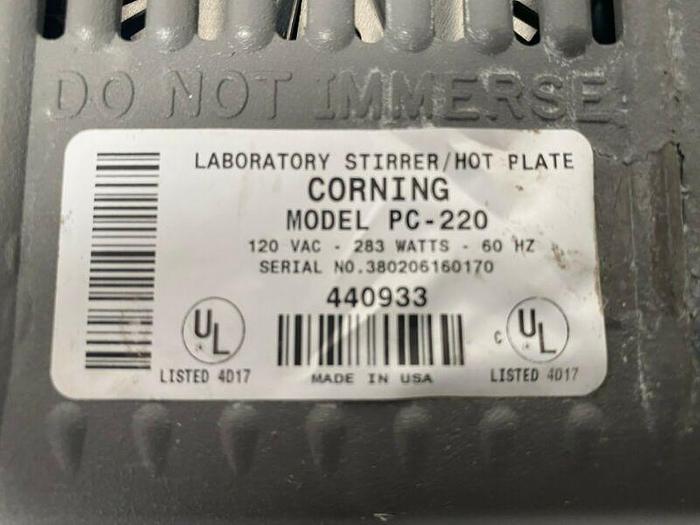 DO NOT IMMERSE
LABORATORY STIRRER/HOT PLATE
CORNING
MODEL PC-220
120 VAC - 283 WATTS - 60 HZ
SERIAL NO.380206160170
440933
UL
LISTED 4D17
MADE IN USA
C UL
LISTED 4D17